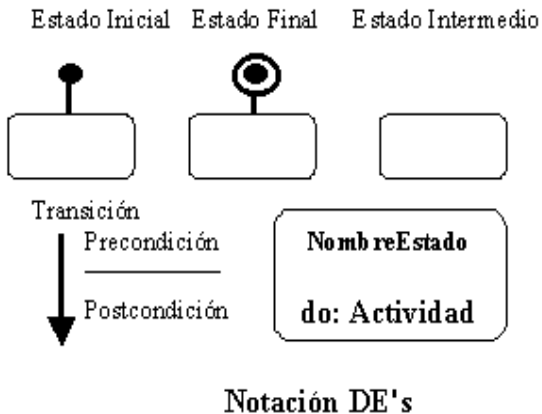 Estado Inicial
Estado Final
Estado Intermedio
Transición
Precondición
Postcondición
NombreEstado
do: Actividad
Notación DE's